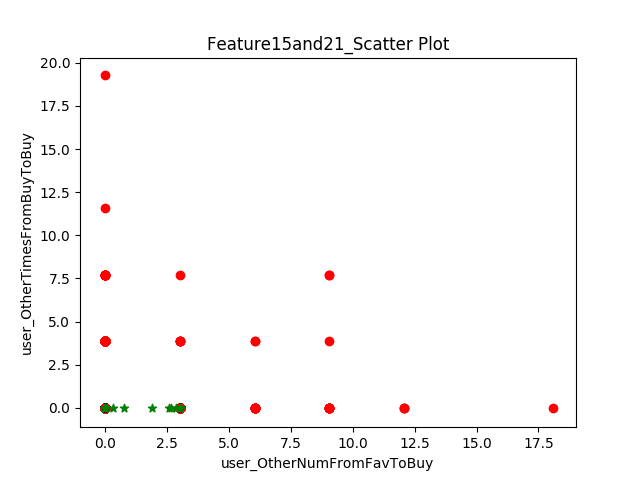 Feature15and21_Scatter Plot
20.0
17.5
15.0
12.5
10.0
7.5
5.0
2.5
0.0
user_OtherTimesFromBuyToBuy
0.0 2.5 5.0 7.5 10.0 12.5 15.0 17.5
user_OtherNumFromFavToBuy